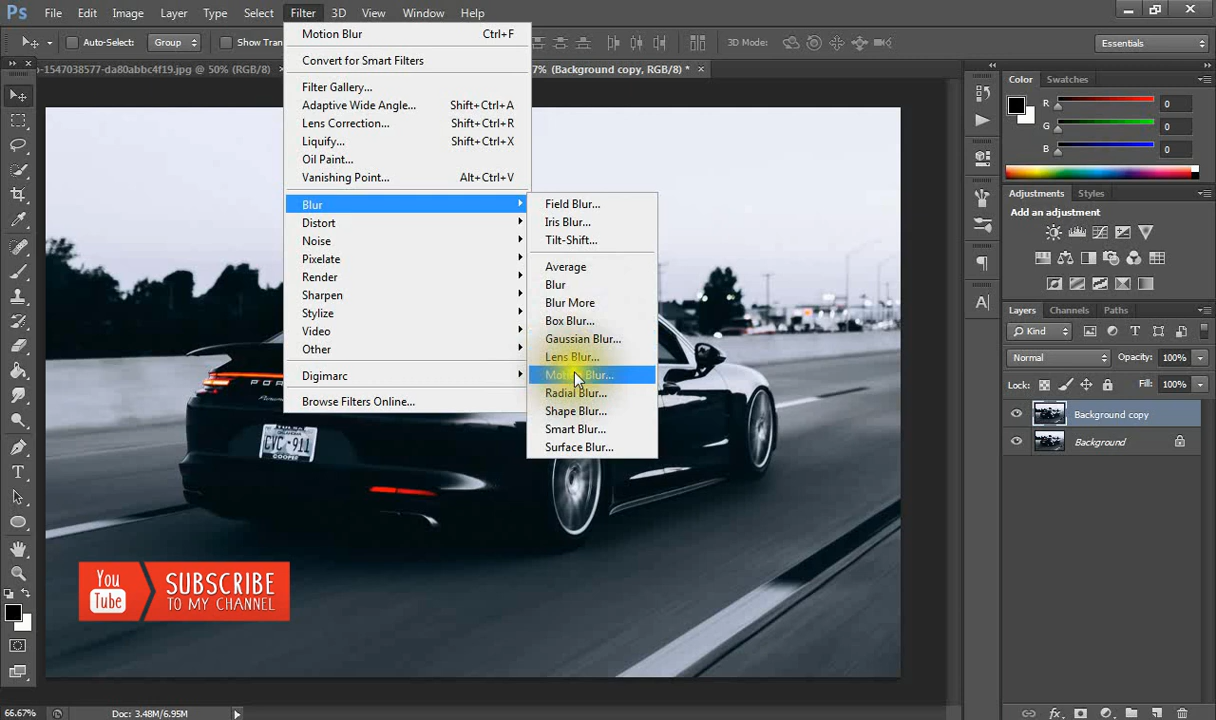 Ps File Edit Image Layer Type Select Filter 3D View Window Help
Auto-Select: Group Show Tran 3D Mode: Essentials
-1547038577-da80abbc4f19.jpg @ 50% (RGB/8) 7% (Background copy, RGB/8) *
Motion Blur Ctrl+F
Convert for Smart Filters
Filter Gallery...
Adaptive Wide Angle... Shift+Ctrl+A
Lens Correction... Shift+Ctrl+R
Liquify... Shift+Ctrl+X
Oil Paint...
Vanishing Point... Alt+Ctrl+V
Blur
Distort
Noise
Pixelate
Render
Sharpen
Stylize
Video
Other
Digimarc
Browse Filters Online...
Field Blur...
Iris Blur...
Tilt-Shift...
Average
Blur
Blur More
Box Blur...
Gaussian Blur...
Lens Blur...
Motion Blur...
Radial Blur...
Shape Blur...
Smart Blur...
Surface Blur...
Color Swatches
R 0
G 0
B 0
Adjustments Styles
Add an adjustment
Layers Channels Paths
Kind
Normal Opacity: 100%
Lock: Fill: 100%
Background copy
Background
OKLAHOMA
CVC-911
COOPER
You Tube
SUBSCRIBE
TO MY CHANNEL
66.67% Doc: 3.48M/6.95M